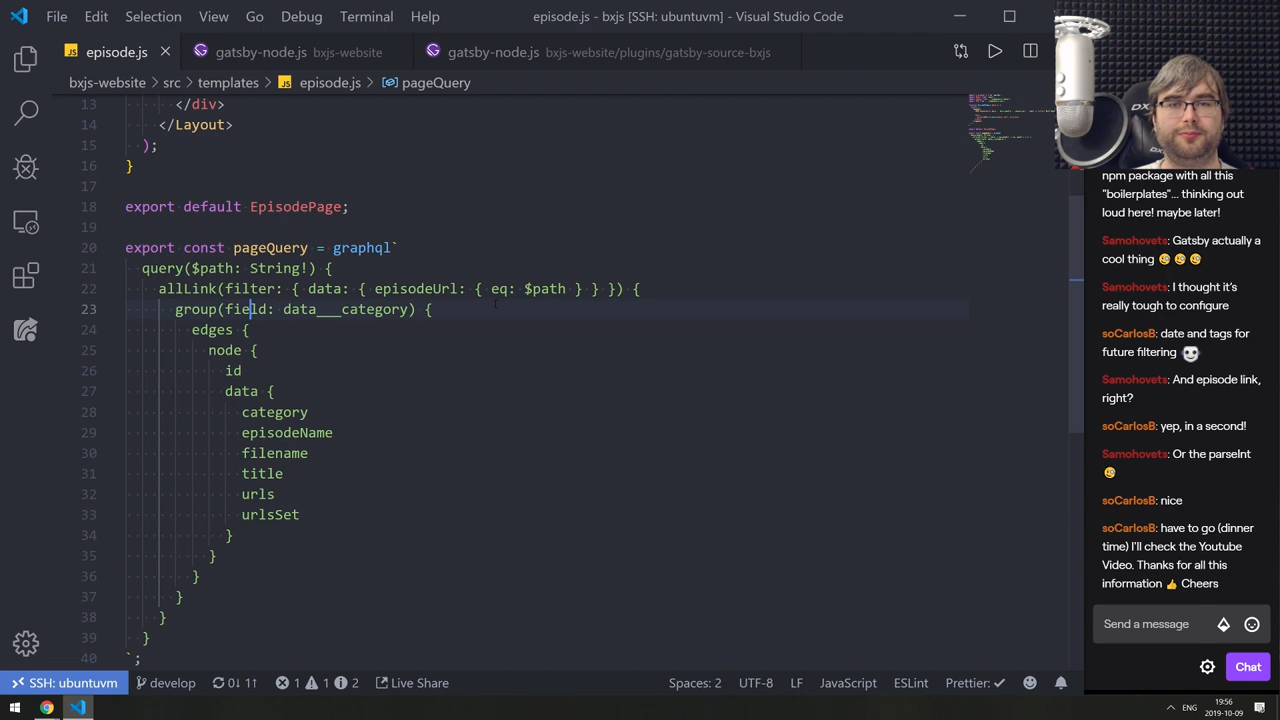 File Edit Selection View Go Debug Terminal Help episode.js - bxjs [SSH: ubuntuvm] - Visual Studio Code
JS episode.js gatsby-node.js bxjs-website gatsby-node.js bxjs-website/plugins/gatsby-source-bxjs
bxjs-website > src > templates > JS episode.js > pageQuery
13 </div>
14 </Layout>
15 );
16 }
17
18 export default EpisodePage;
19
20 export const pageQuery = graphql`
21 query($path: String!) {
22 allLink(filter: { data: { episodeUrl: { eq: $path } } }) {
23 group(field: data___category) {
24 edges {
25 node {
26 id
27 data {
28 category
29 episodeName
30 filename
31 title
32 urls
33 urlsSet
34 }
35 }
36 }
37 }
38 }
39 }
40 `;
SSH: ubuntuvm develop 0↓ 1↑ 1 1 2 Live Share Spaces: 2 UTF-8 LF JavaScript ESLint Prettier: ✓
ENG 19:56
2019-10-09
DX
npm package with all this
"boilerplates"... thinking out
loud here! maybe later!
Samohovets: Gatsby actually a
cool thing
Samohovets: I thought it's
really tough to configure
soCarlosB: date and tags for
future filtering
Samohovets: And episode link,
right?
soCarlosB: yep, in a second!
Samohovets: Or the parseInt
soCarlosB: nice
soCarlosB: have to go (dinner
time) I'll check the Youtube
Video. Thanks for all this
information 👍 Cheers
Send a message
Chat